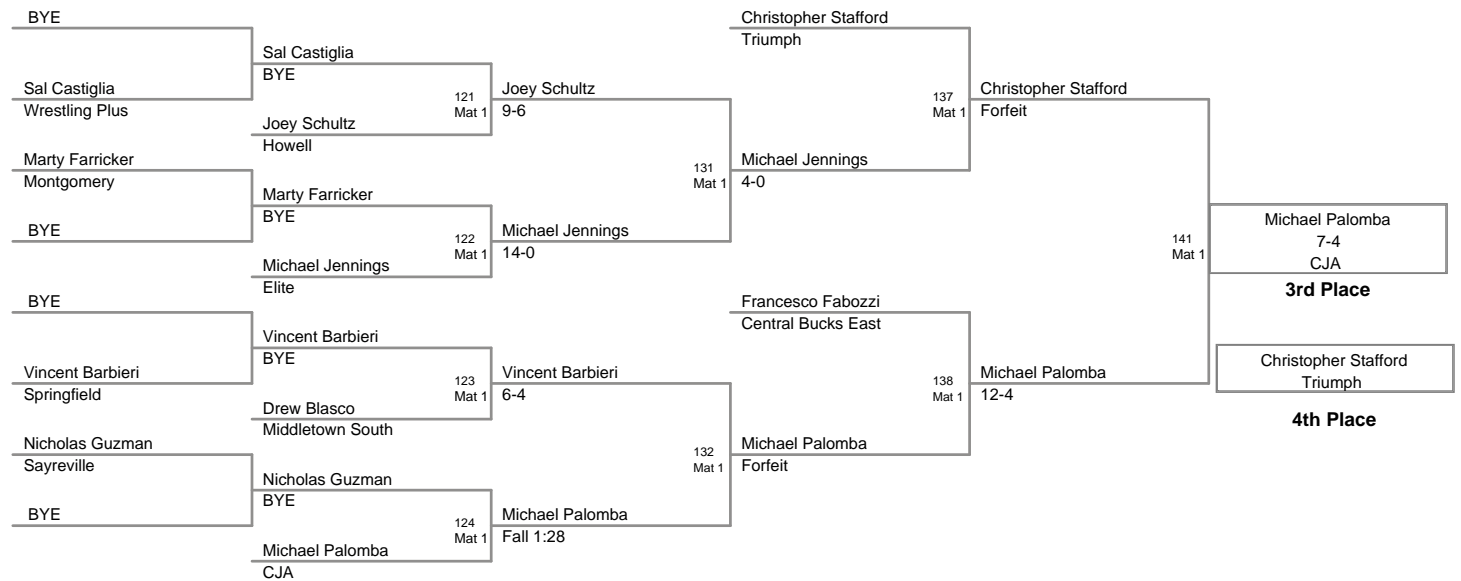 BYE
Sal Castiglia
Wrestling Plus
Marty Farricker
Montgomery
BYE
BYE
Vincent Barbieri
Springfield
Nicholas Guzman
Sayreville
BYE
Sal Castiglia
BYE
Joey Schultz
Howell
Marty Farricker
BYE
Michael Jennings
Elite
Vincent Barbieri
BYE
Drew Blasco
Middletown South
Nicholas Guzman
BYE
Michael Palomba
CJA
121
Mat 1
Joey Schultz
9-6
122
Mat 1
Michael Jennings
14-0
123
Mat 1
Vincent Barbieri
6-4
124
Mat 1
Michael Palomba
Fall 1:28
Christopher Stafford
Triumph
131
Mat 1
Michael Jennings
4-0
Francesco Fabozzi
Central Bucks East
132
Mat 1
Michael Palomba
Forfeit
137
Mat 1
Christopher Stafford
Forfeit
138
Mat 1
Michael Palomba
12-4
141
Mat 1
Michael Palomba
7-4
CJA
3rd Place
Christopher Stafford
Triumph
4th Place